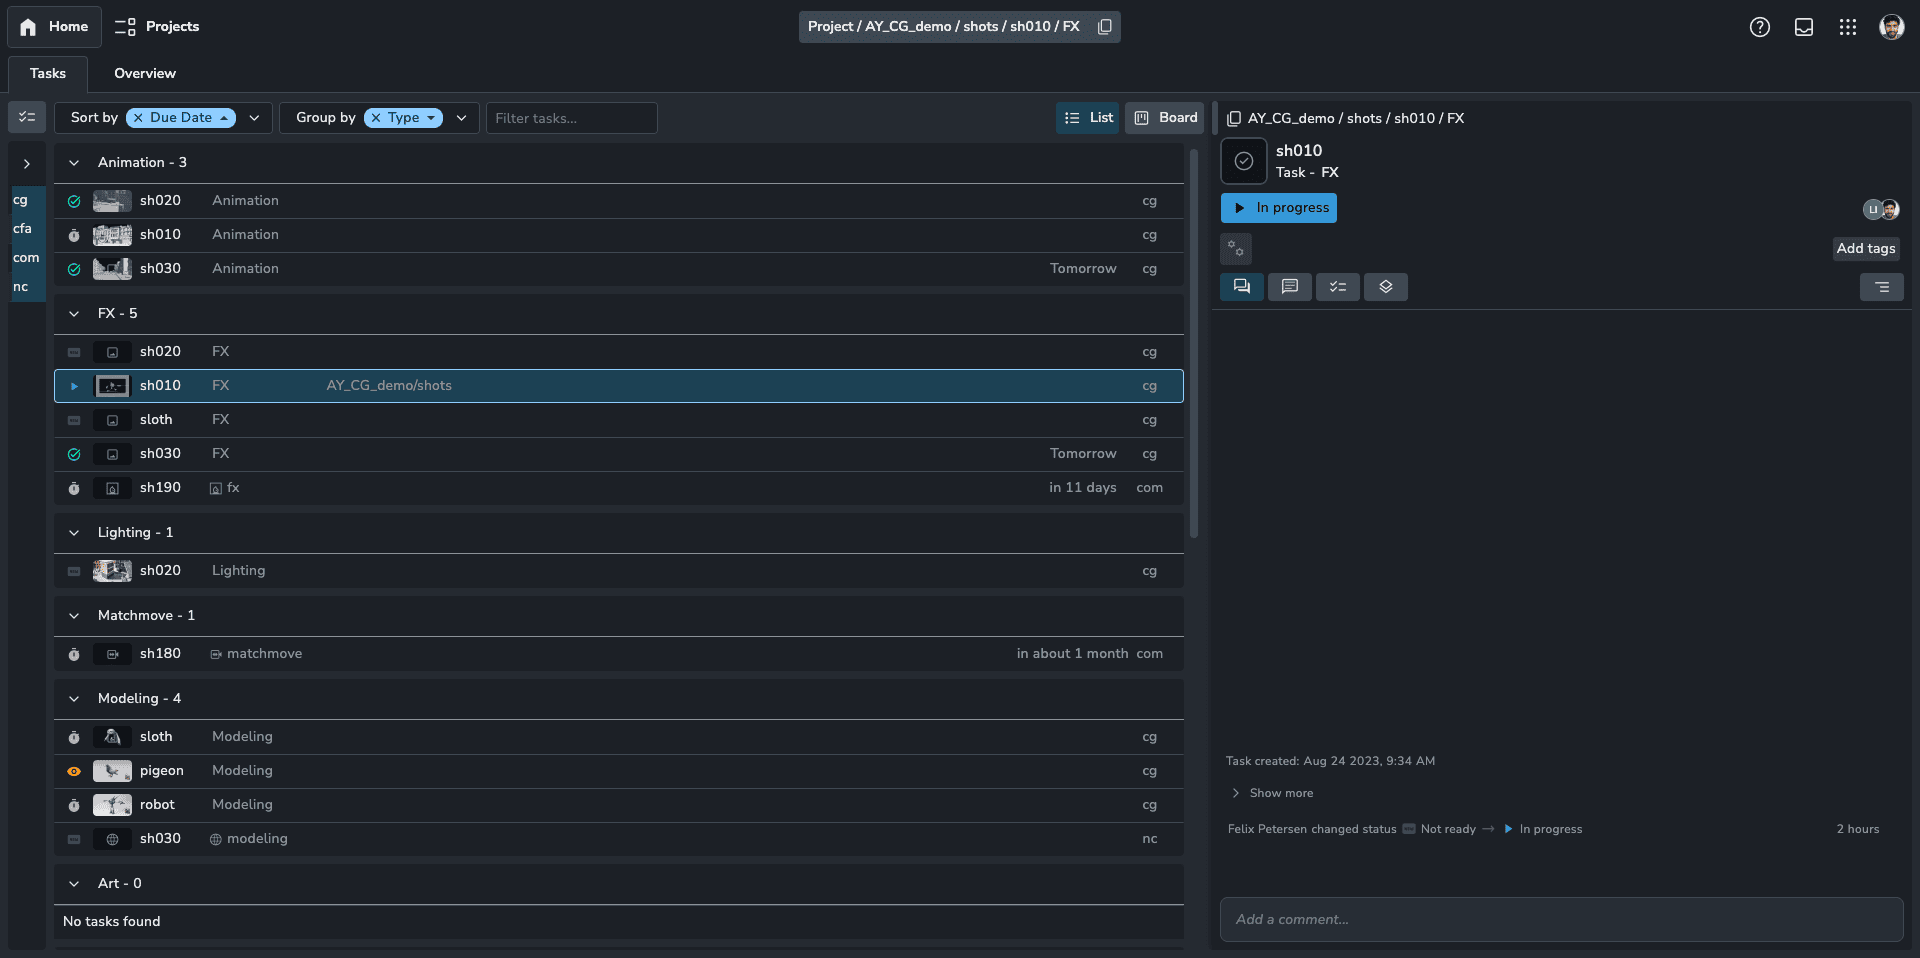 Home Projects Project / AY_CG_demo / shots / sh010 / FX
Tasks Overview
Sort by Due Date Group by Type Filter tasks... List Board
cg
cfa
com
nc
Animation - 3
sh020 Animation cg
sh010 Animation cg
sh030 Animation Tomorrow cg
FX - 5
sh020 FX cg
sh010 FX AY_CG_demo/shots cg
sloth FX cg
sh030 FX Tomorrow cg
sh190 fx in 11 days com
Lighting - 1
sh020 Lighting cg
Matchmove - 1
sh180 matchmove in about 1 month com
Modeling - 4
sloth Modeling cg
pigeon Modeling cg
robot Modeling cg
sh030 modeling nc
Art - 0
No tasks found
AY_CG_demo / shots / sh010 / FX
sh010
Task - FX
In progress LI
Add tags
Task created: Aug 24 2023, 9:34 AM
Show more
Felix Petersen changed status Not ready → In progress 2 hours
Add a comment...